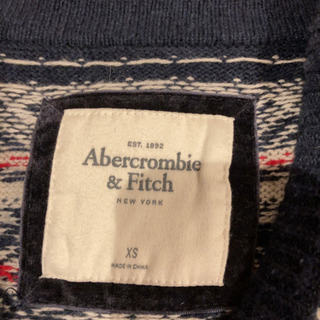 EST. 1892
Abercrombie
& Fitch
NEW YORK
XS
MADE IN CHINA